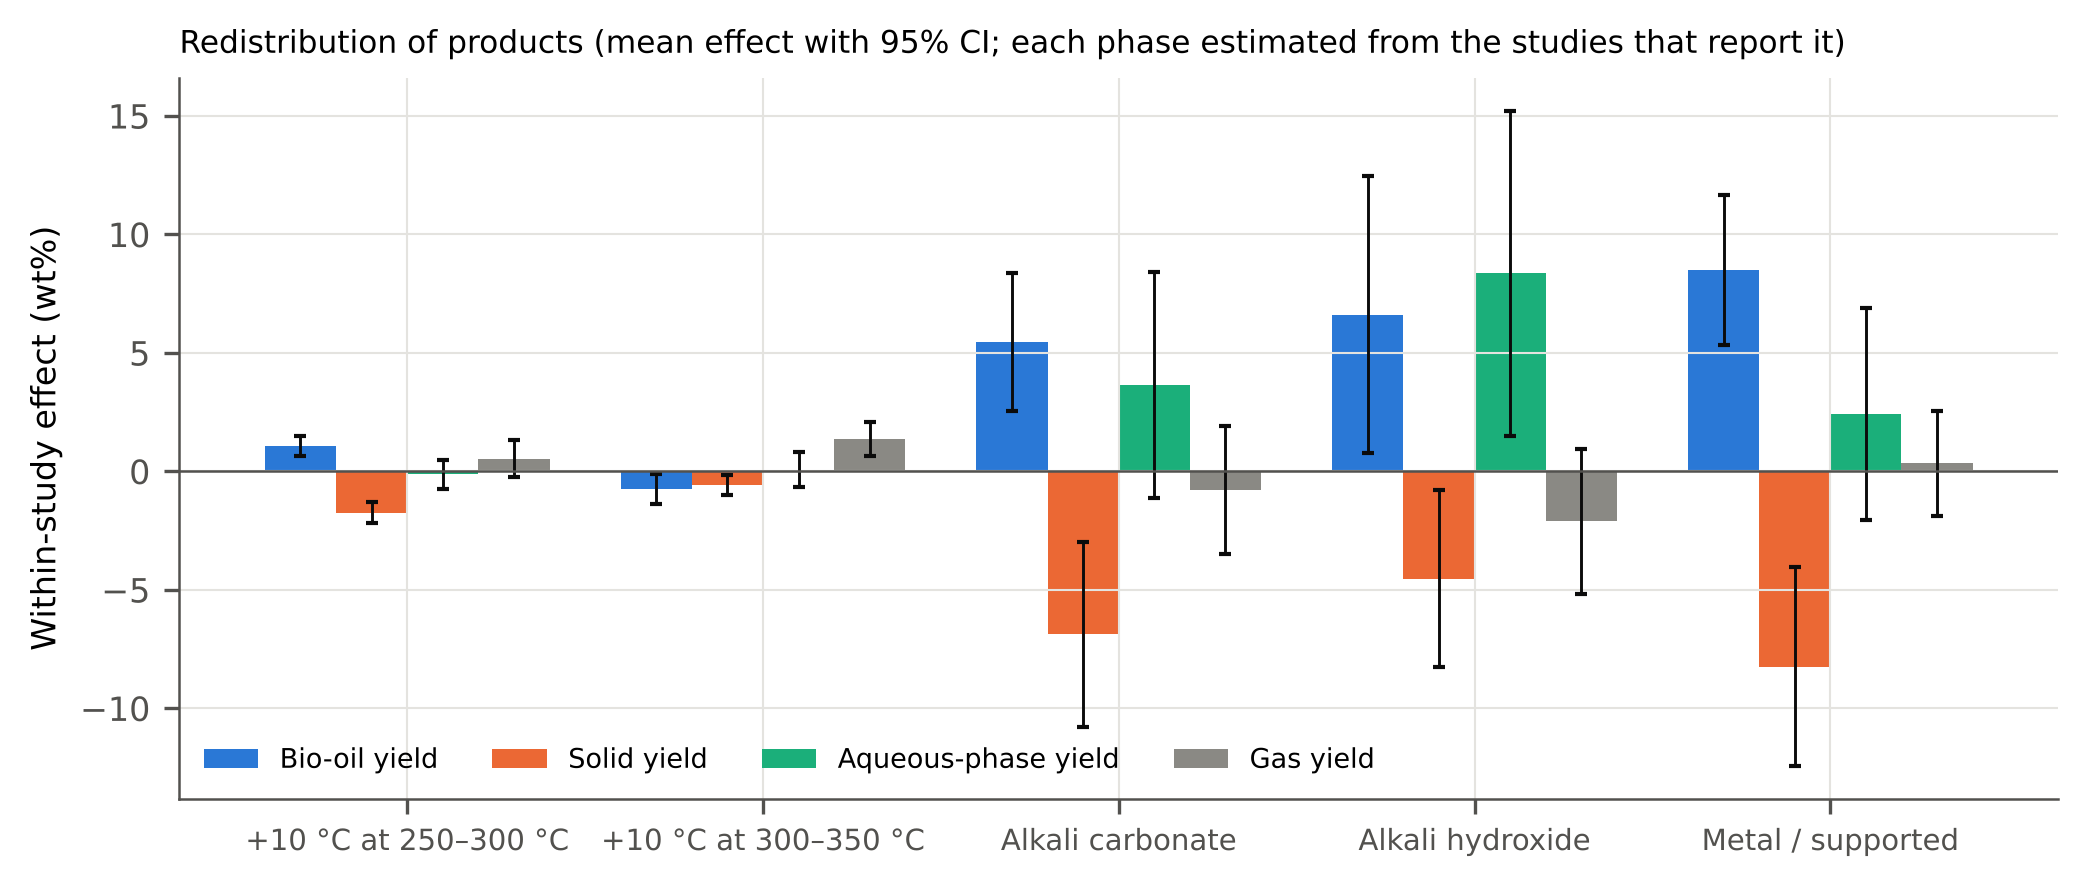 Redistribution of products (mean effect with 95% CI; each phase estimated from the studies that report it)
Within-study effect (wt%)
15
10
5
0
−5
−10
Bio-oil yield
Solid yield
Aqueous-phase yield
Gas yield
+10 °C at 250–300 °C
+10 °C at 300–350 °C
Alkali carbonate
Alkali hydroxide
Metal / supported